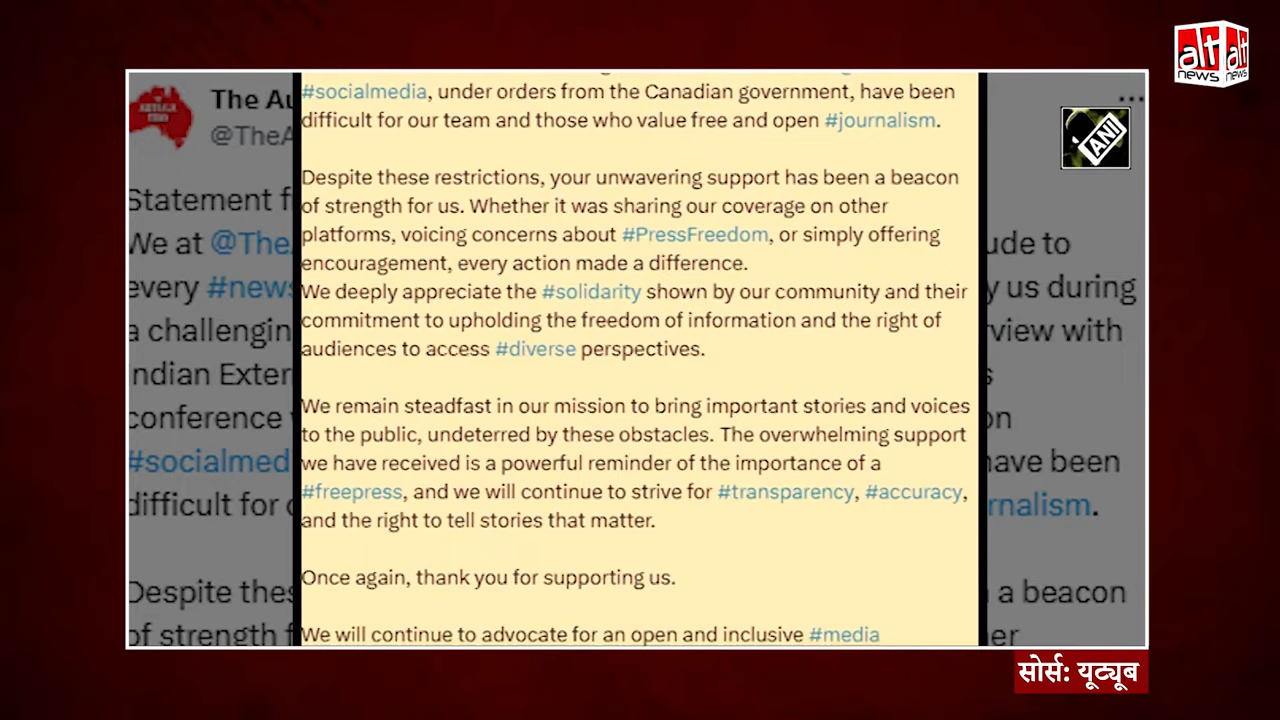 alt alt
news news
ANI
The Au
@TheA
Statement f
We at @The.
every #news
a challengin
Indian Exter
conference
#socialmed
difficult for
Despite thes
of strength f
#socialmedia, under orders from the Canadian government, have been
difficult for our team and those who value free and open #journalism.
Despite these restrictions, your unwavering support has been a beacon
of strength for us. Whether it was sharing our coverage on other
platforms, voicing concerns about #PressFreedom, or simply offering
encouragement, every action made a difference.
We deeply appreciate the #solidarity shown by our community and their
commitment to upholding the freedom of information and the right of
audiences to access #diverse perspectives.
We remain steadfast in our mission to bring important stories and voices
to the public, undeterred by these obstacles. The overwhelming support
we have received is a powerful reminder of the importance of a
#freepress, and we will continue to strive for #transparency, #accuracy,
and the right to tell stories that matter.
Once again, thank you for supporting us.
We will continue to advocate for an open and inclusive #media
ude to
y us during
view with
s
on
have been
rnalism.
a beacon
er
सोर्स: यूट्यूब